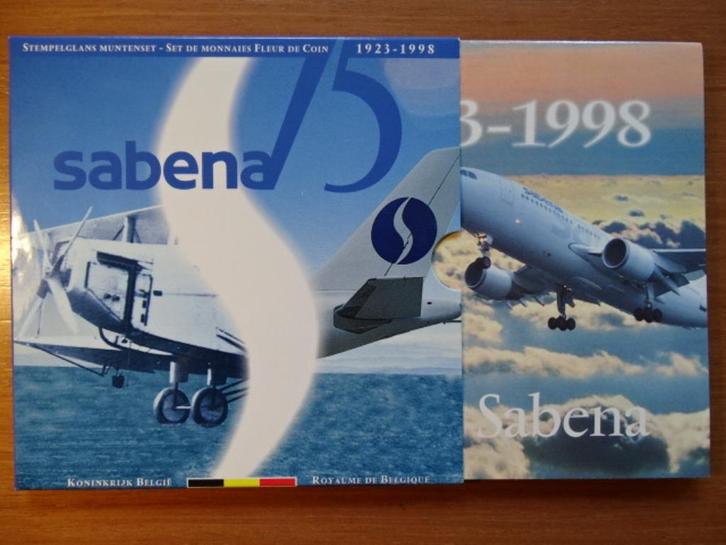 STEMPELGLANS MUNTENSET - SET DE MONNAIES FLEUR DE COIN 1923-1998
75
sabena
KONINKRIJK BELGIË ROYAUME DE BELGIQUE
3-1998
sabena
Sabena